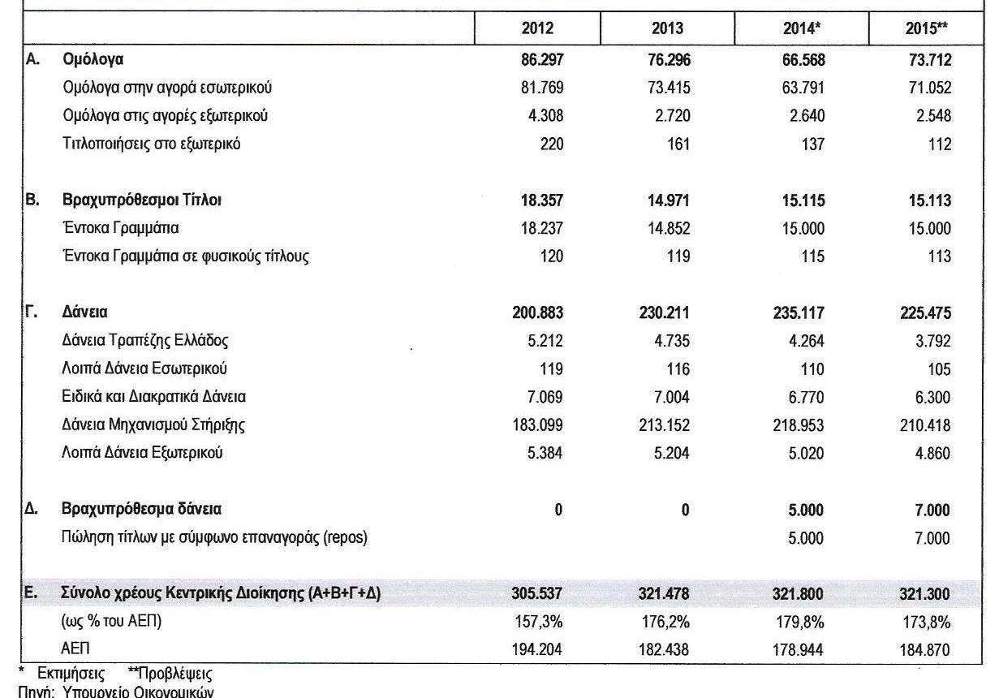 2012 2013 2014* 2015**
Α. Ομόλογα 86.297 76.296 66.568 73.712
Ομόλογα στην αγορά εσωτερικού 81.769 73.415 63.791 71.052
Ομόλογα στις αγορές εξωτερικού 4.308 2.720 2.640 2.548
Τιτλοποιήσεις στο εξωτερικό 220 161 137 112
Β. Βραχυπρόθεσμοι Τίτλοι 18.357 14.971 15.115 15.113
Έντοκα Γραμμάτια 18.237 14.852 15.000 15.000
Έντοκα Γραμμάτια σε φυσικούς τίτλους 120 119 115 113
Γ. Δάνεια 200.883 230.211 235.117 225.475
Δάνεια Τραπέζης Ελλάδος 5.212 4.735 4.264 3.792
Λοιπά Δάνεια Εσωτερικού 119 116 110 105
Ειδικά και Διακρατικά Δάνεια 7.069 7.004 6.770 6.300
Δάνεια Μηχανισμού Στήριξης 183.099 213.152 218.953 210.418
Λοιπά Δάνεια Εξωτερικού 5.384 5.204 5.020 4.860
Δ. Βραχυπρόθεσμα δάνεια 0 0 5.000 7.000
Πώληση τίτλων με σύμφωνο επαναγοράς (repos) 5.000 7.000
Ε. Σύνολο χρέους Κεντρικής Διοίκησης (Α+Β+Γ+Δ) 305.537 321.478 321.800 321.300
(ως % του ΑΕΠ) 157,3% 176,2% 179,8% 173,8%
ΑΕΠ 194.204 182.438 178.944 184.870
* Εκτιμήσεις **Προβλέψεις
Πηγή: Υπουργείο Οικονομικών